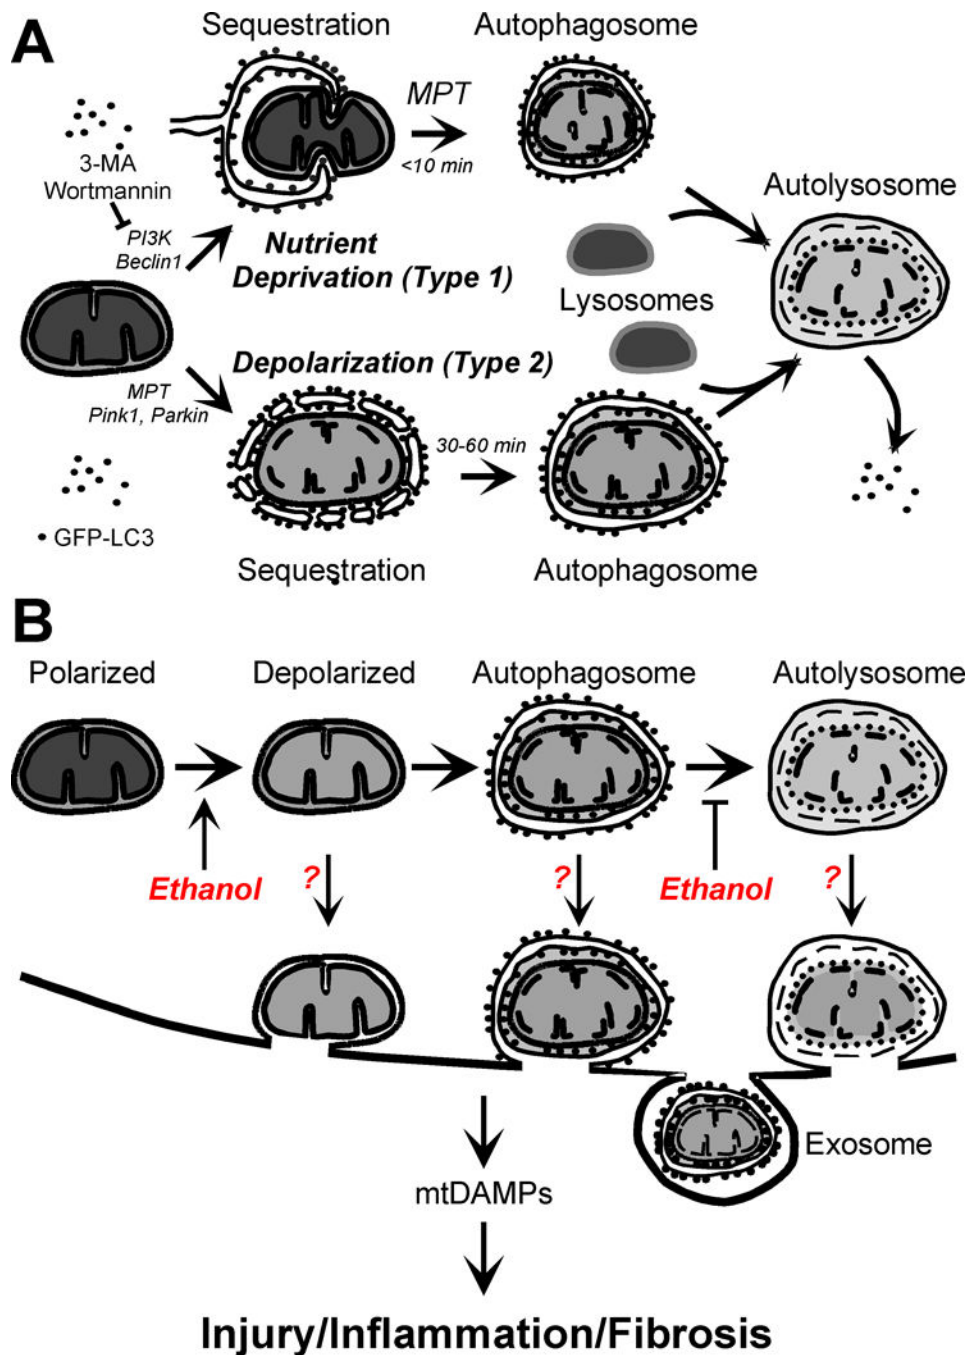 A
Sequestration
Autophagosome
MPT
<10 min
3-MA
Wortmannin
PI3K
Beclin1
Nutrient
Deprivation (Type 1)
Autolysosome
Lysosomes
Depolarization (Type 2)
MPT
Pink1, Parkin
30-60 min
• GFP-LC3
Sequestration
Autophagosome
B
Polarized
Depolarized
Autophagosome
Autolysosome
Ethanol
?
?
Ethanol
?
Exosome
mtDAMPs
Injury/Inflammation/Fibrosis